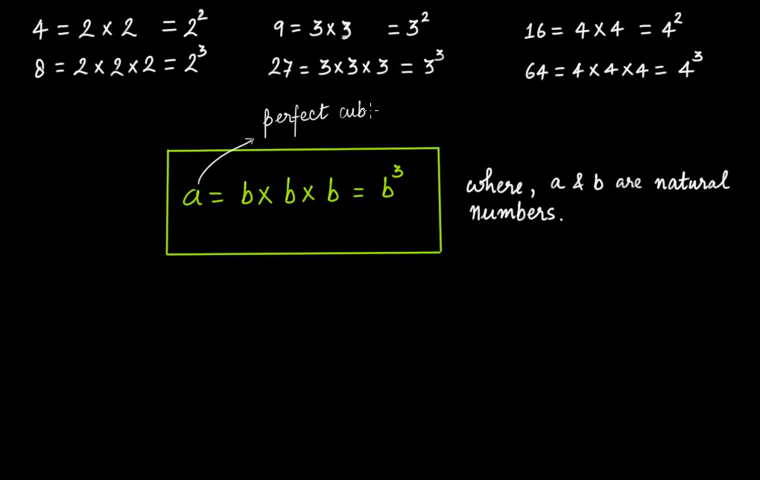 4 = 2 × 2 = 2² 9 = 3×3 = 3² 16 = 4 × 4 = 4²
8 = 2 × 2 × 2 = 2³ 27 = 3×3×3 = 3³ 64 = 4×4×4 = 4³
perfect
a = b × b × b = b³
where, a & b are natural
numbers.